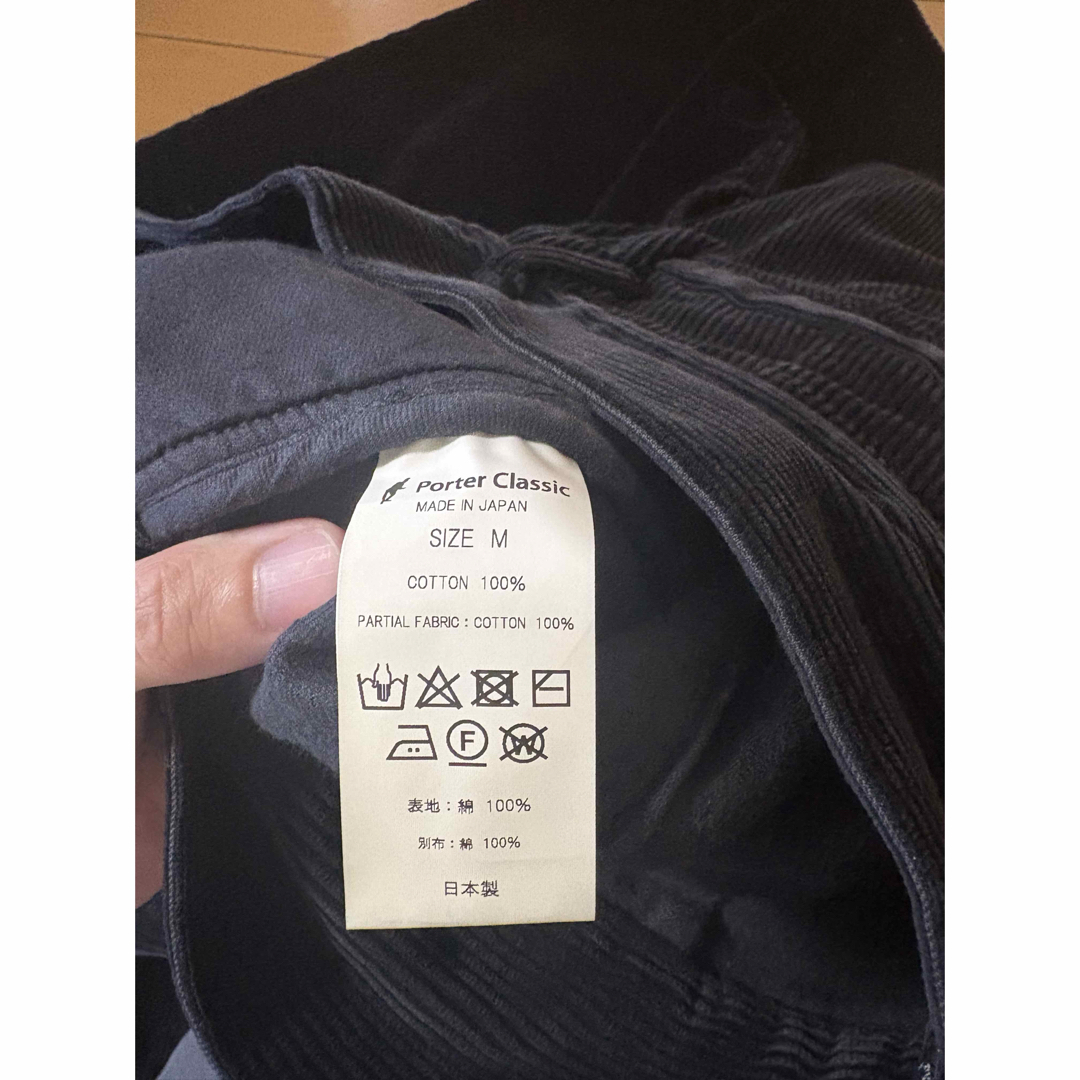 Porter Classic
MADE IN JAPAN
SIZE M
COTTON 100%
PARTIAL FABRIC : COTTON 100%
F
W
表地 : 綿 100%
別布 : 綿 100%
日本製